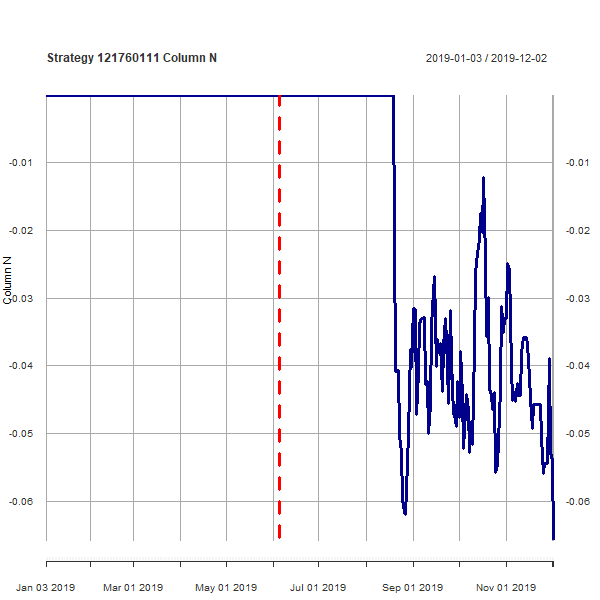 Strategy 121760111 Column N
2019-01-03 / 2019-12-02
-0.01 -0.01
-0.02 -0.02
Column N
-0.03 -0.03
-0.04 -0.04
-0.05 -0.05
-0.06 -0.06
Jan 03 2019 Mar 01 2019 May 01 2019 Jul 01 2019 Sep 01 2019 Nov 01 2019